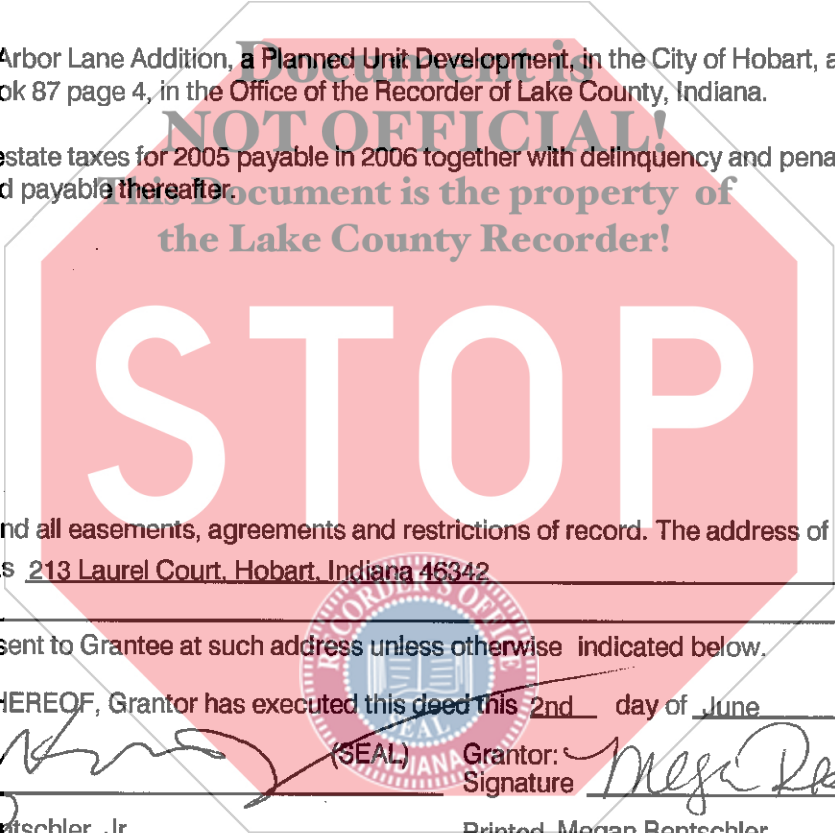 Arbor Lane Addition, a Planned Unit Development, in the City of Hobart, a
Document is
ok 87 page 4, in the Office of the Recorder of Lake County, Indiana.
NOT OFFICIAL!
estate taxes for 2005 payable in 2006 together with delinquency and pena
d payable thereafter.
This Document is the property of
the Lake County Recorder!
STOP
nd all easements, agreements and restrictions of record. The address of
s 213 Laurel Court, Hobart, Indiana 46342
RECORDER'S OFFICE
sent to Grantee at such address unless otherwise indicated below.
HEREOF, Grantor has executed this deed this 2nd day of June
SEAL
INDIANA
(SEAL) Grantor:
Signature Mega
ntschler, Jr.
Printed Megan Rentschler